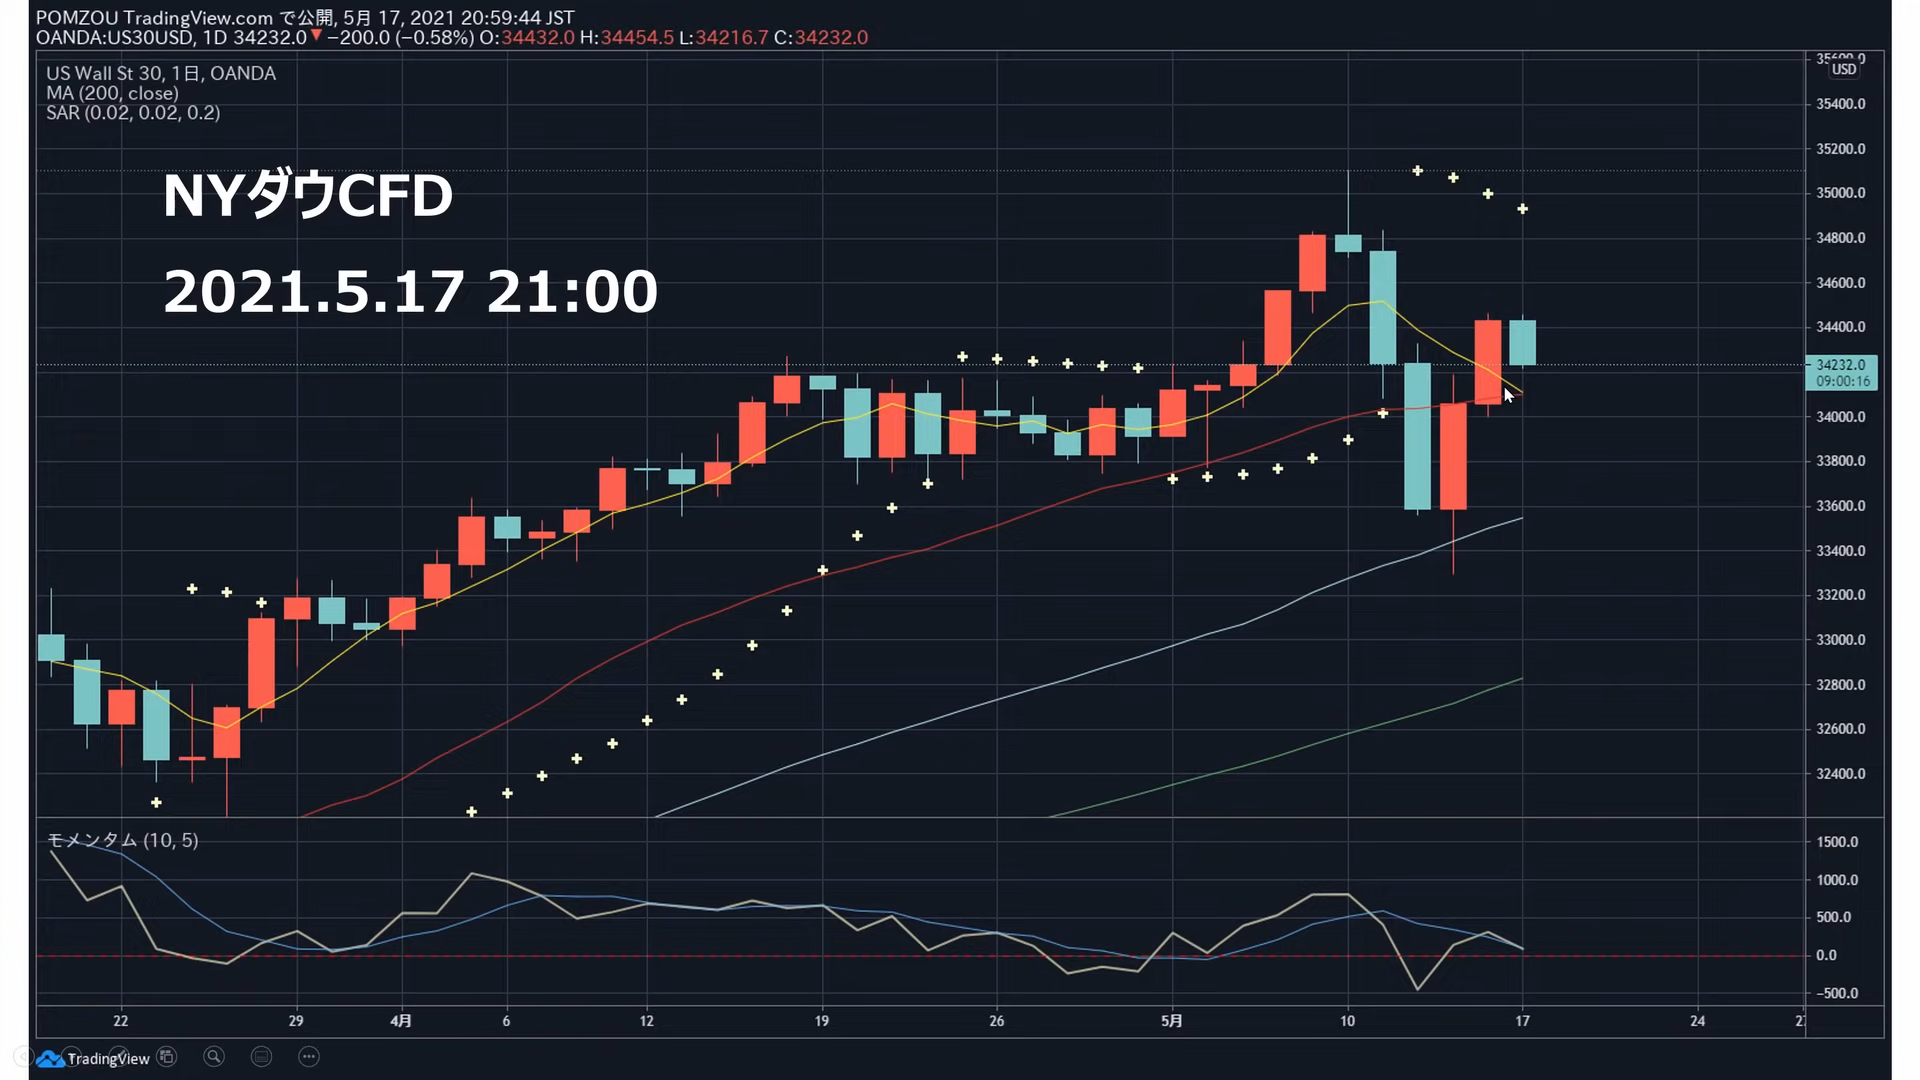 POMZOU TradingView.com で公開, 5月 17, 2021 20:59:44 JST
OANDA:US30USD, 1D 34232.0▼ −200.0 (−0.58%) O:34432.0 H:34454.5 L:34216.7 C:34232.0
US Wall St 30, 1日, OANDA
MA (200, close)
SAR (0.02, 0.02, 0.2)
NYダウCFD
2021.5.17 21:00
USD
35400.0
35200.0
35000.0
34800.0
34600.0
34400.0
34232.0
09:00:16
34000.0
33800.0
33600.0
33400.0
33200.0
33000.0
32800.0
32600.0
32400.0
モメンタム (10, 5)
1500.0
1000.0
500.0
0.0
−500.0
22 29 4月 6 12 19 26 5月 10 17 24
TradingView